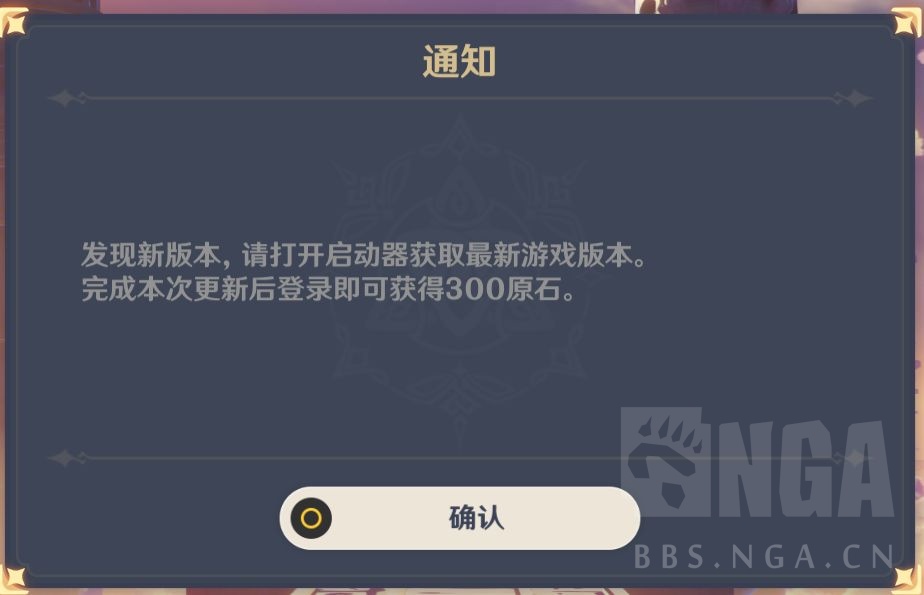 通知
发现新版本，请打开启动器获取最新游戏版本。
完成本次更新后登录即可获得300原石。
确认
NGA
BBS.NGA.CN